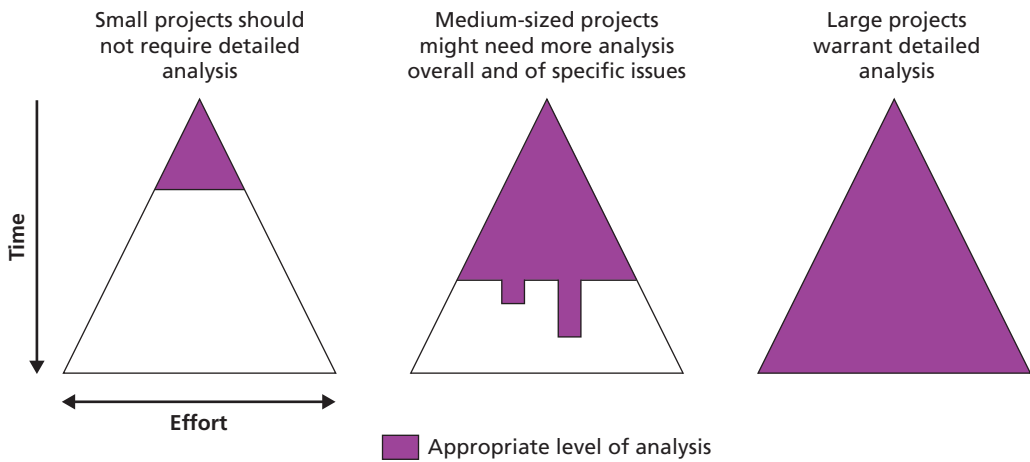 Small projects should
not require detailed
analysis
Medium-sized projects
might need more analysis
overall and of specific issues
Large projects
warrant detailed
analysis
Time
Effort
Appropriate level of analysis